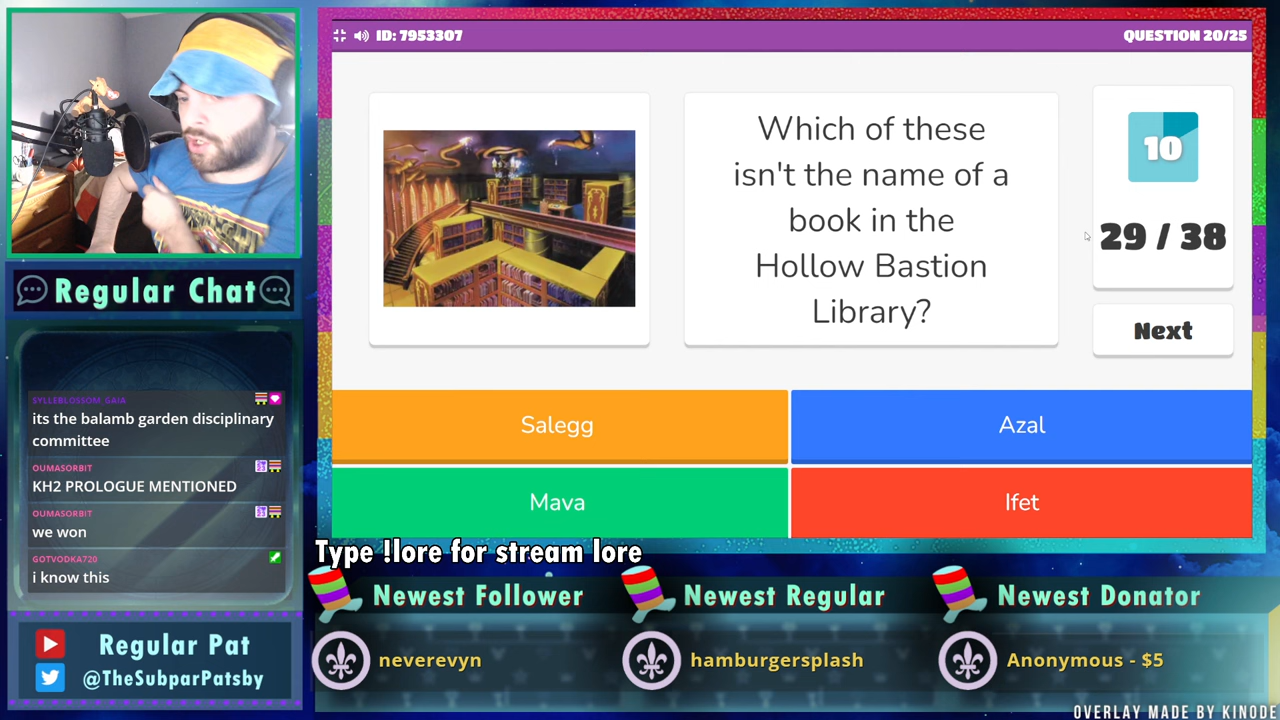 ID: 7953307
QUESTION 20/25
Which of these
isn't the name of a
book in the
Hollow Bastion
Library?
10
29 / 38
Next
Salegg
Azal
Mava
Ifet
Regular Chat
SYLLEBLOSSOM_GAIA
its the balamb garden disciplinary
committee
OUMASORBIT
KH2 PROLOGUE MENTIONED
OUMASORBIT
we won
GOTVODKA720
i know this
Regular Pat
@TheSubparPatsby
Type !lore for stream lore
Newest Follower
neverevyn
Newest Regular
hamburgersplash
Newest Donator
Anonymous - $5
OVERLAY MADE BY KINODE